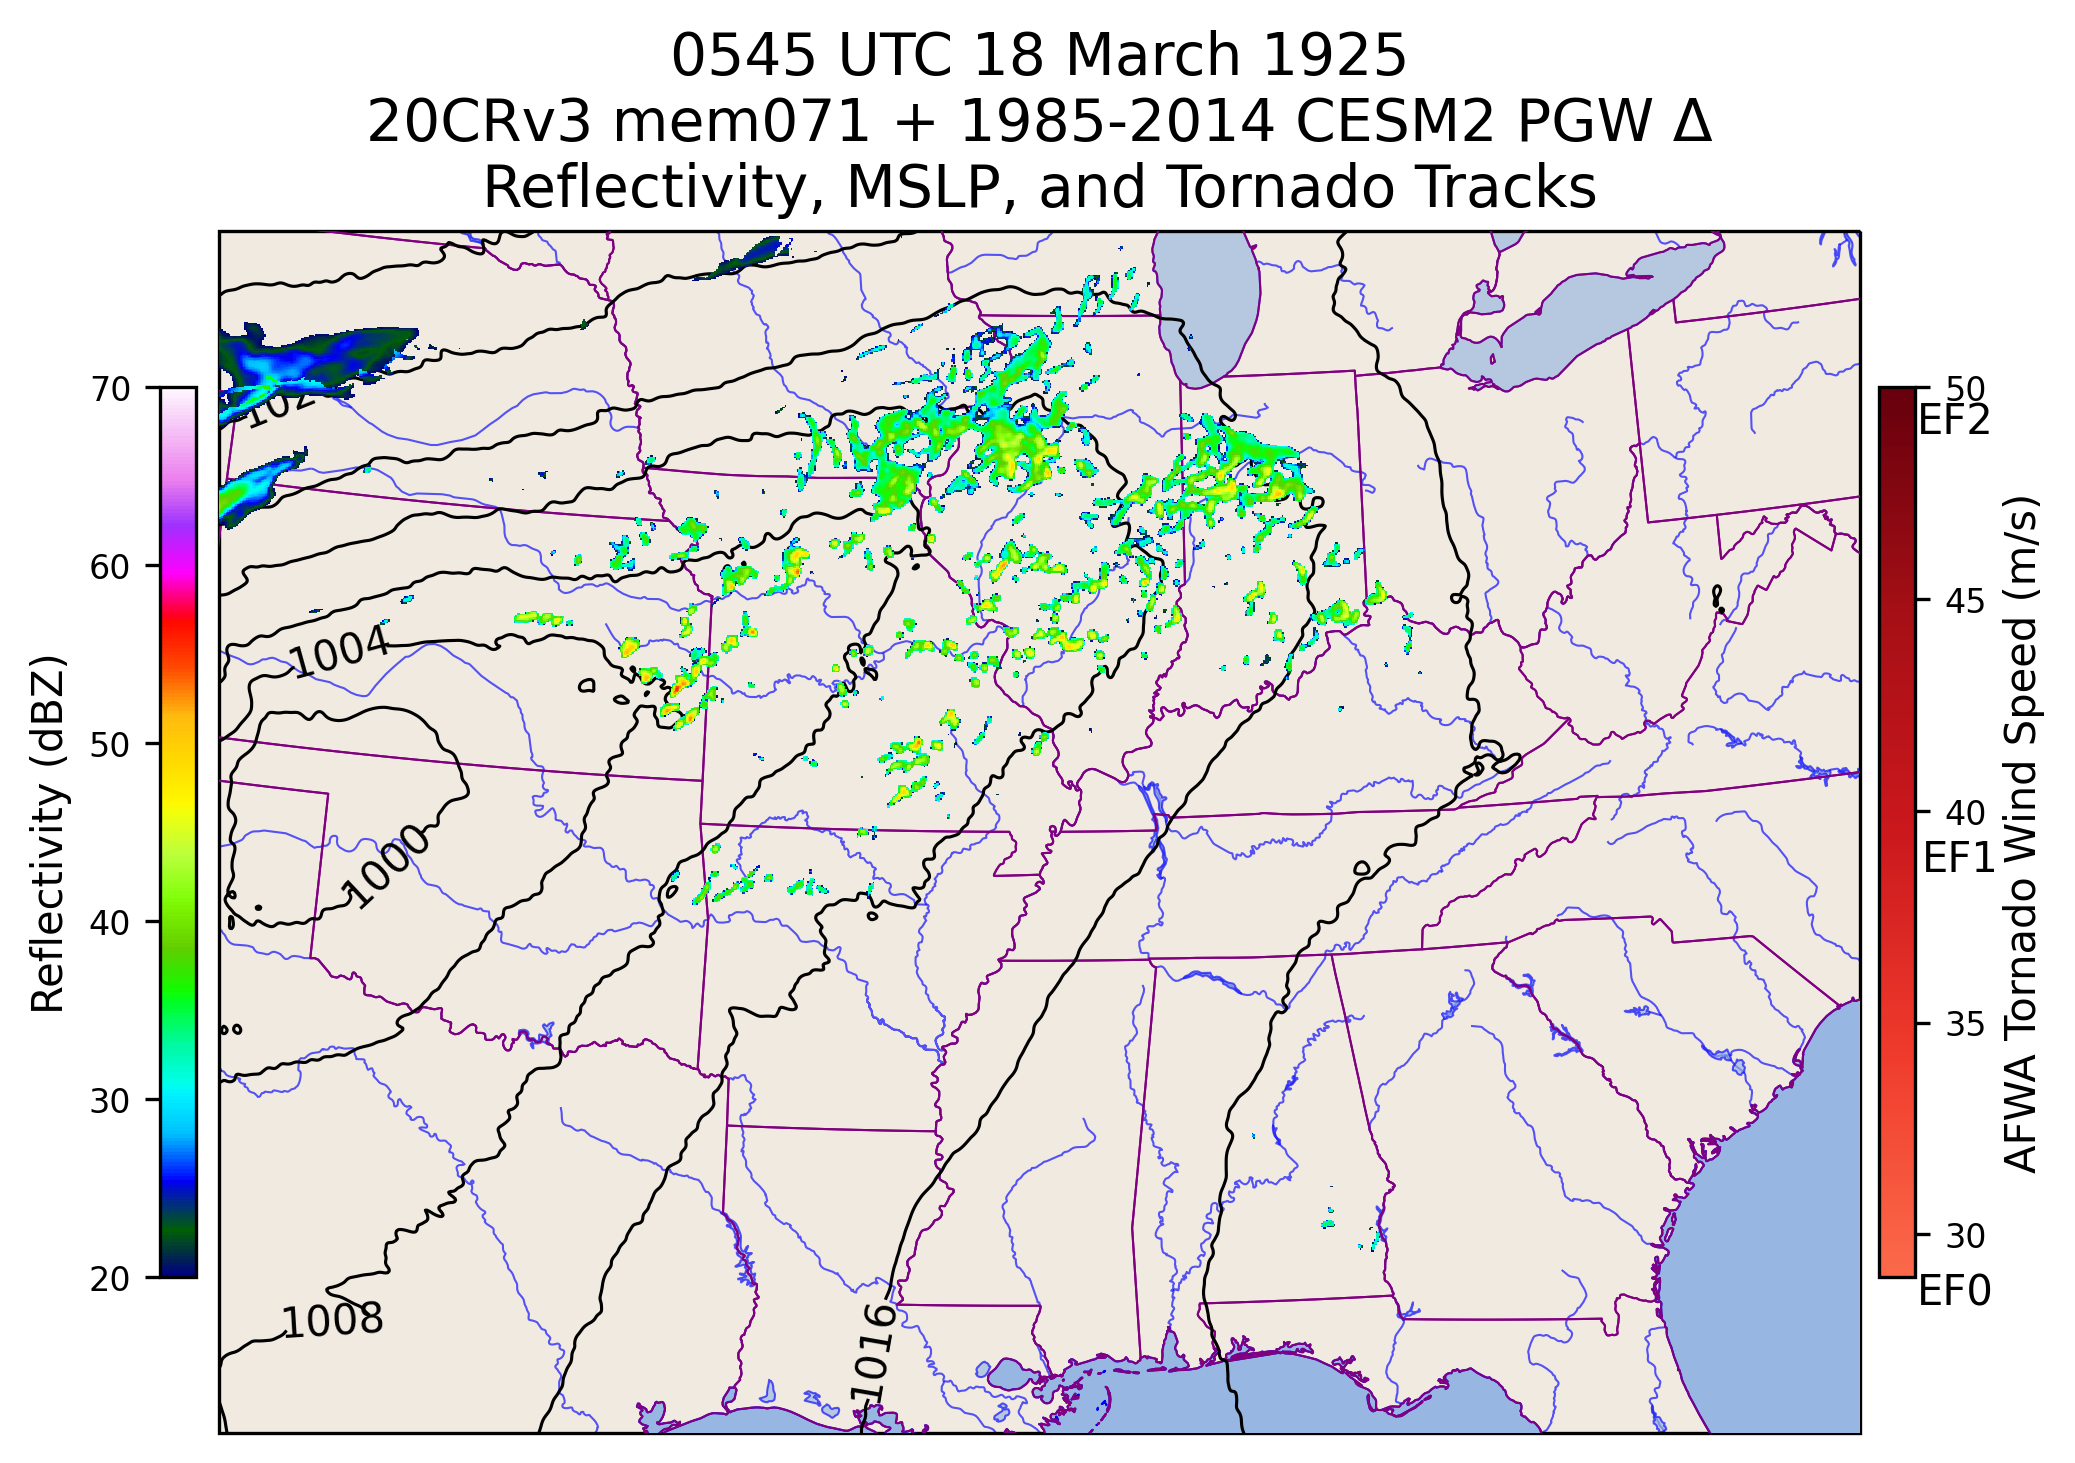 0545 UTC 18 March 1925
20CRv3 mem071 + 1985-2014 CESM2 PGW Δ
Reflectivity, MSLP, and Tornado Tracks
70
60
50
40
30
20
Reflectivity (dBZ)
102
1004
1000
1008
1016
50
EF2
45
40
EF1
35
30
EF0
AFWA Tornado Wind Speed (m/s)